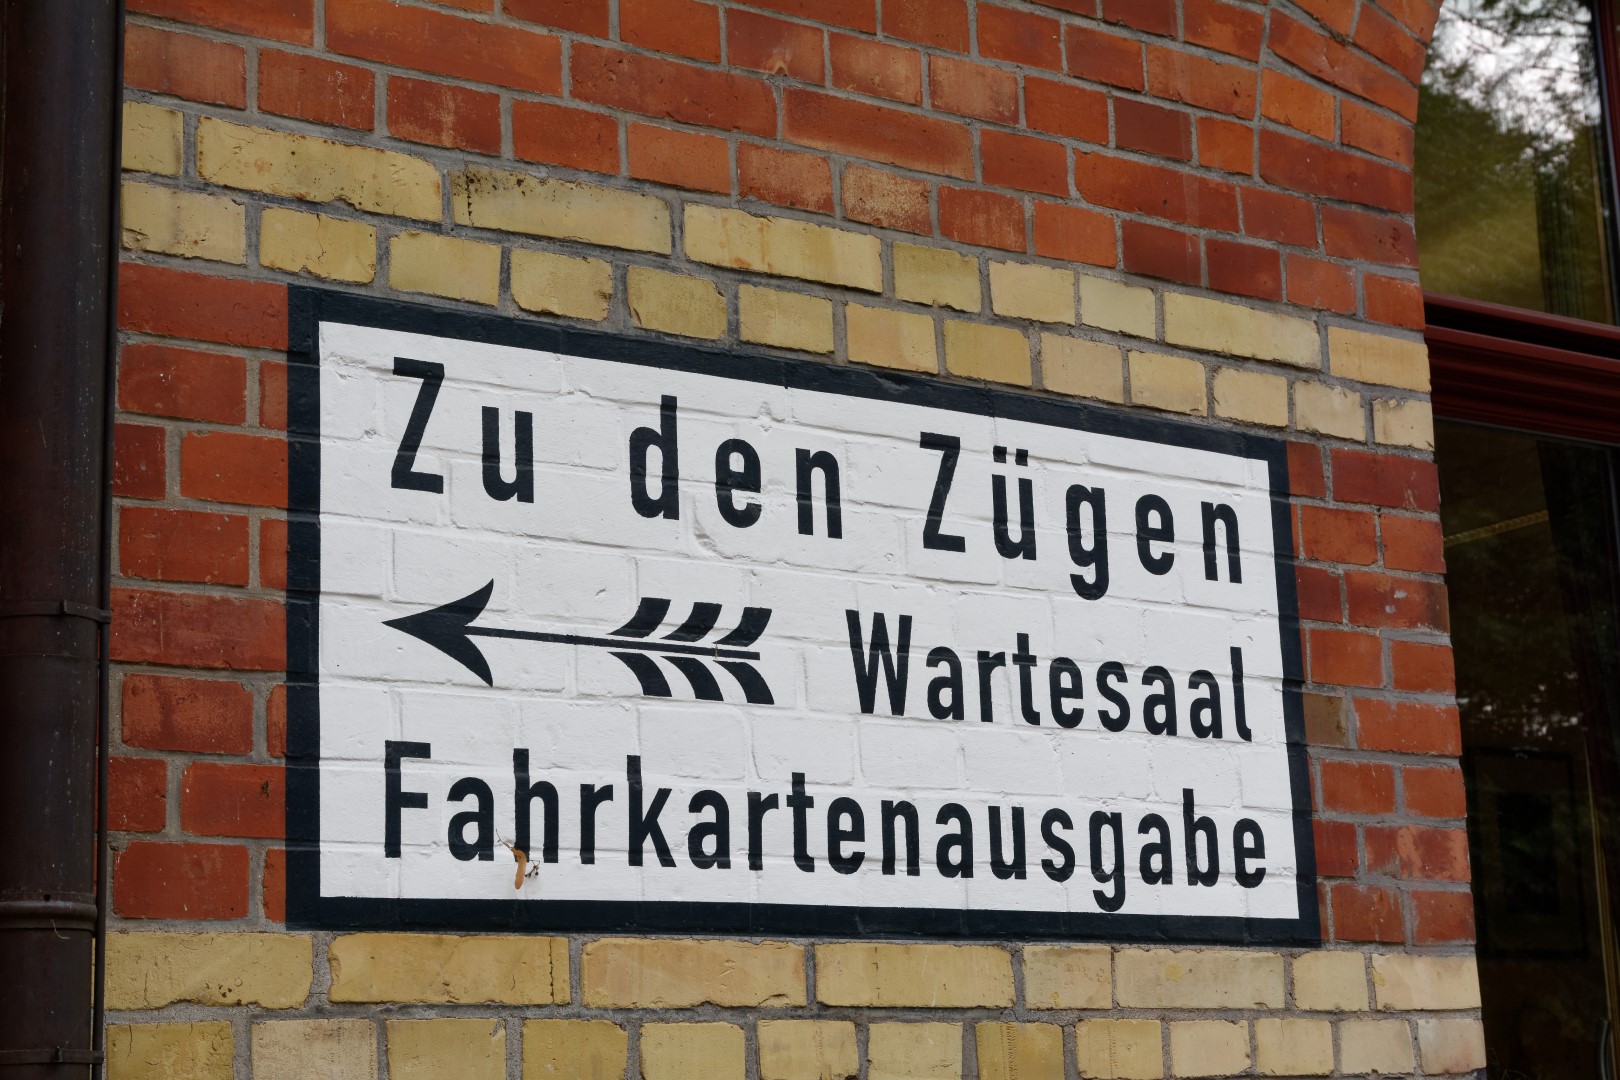 Zu den Zügen
Wartesaal
Fahrkartenausgabe